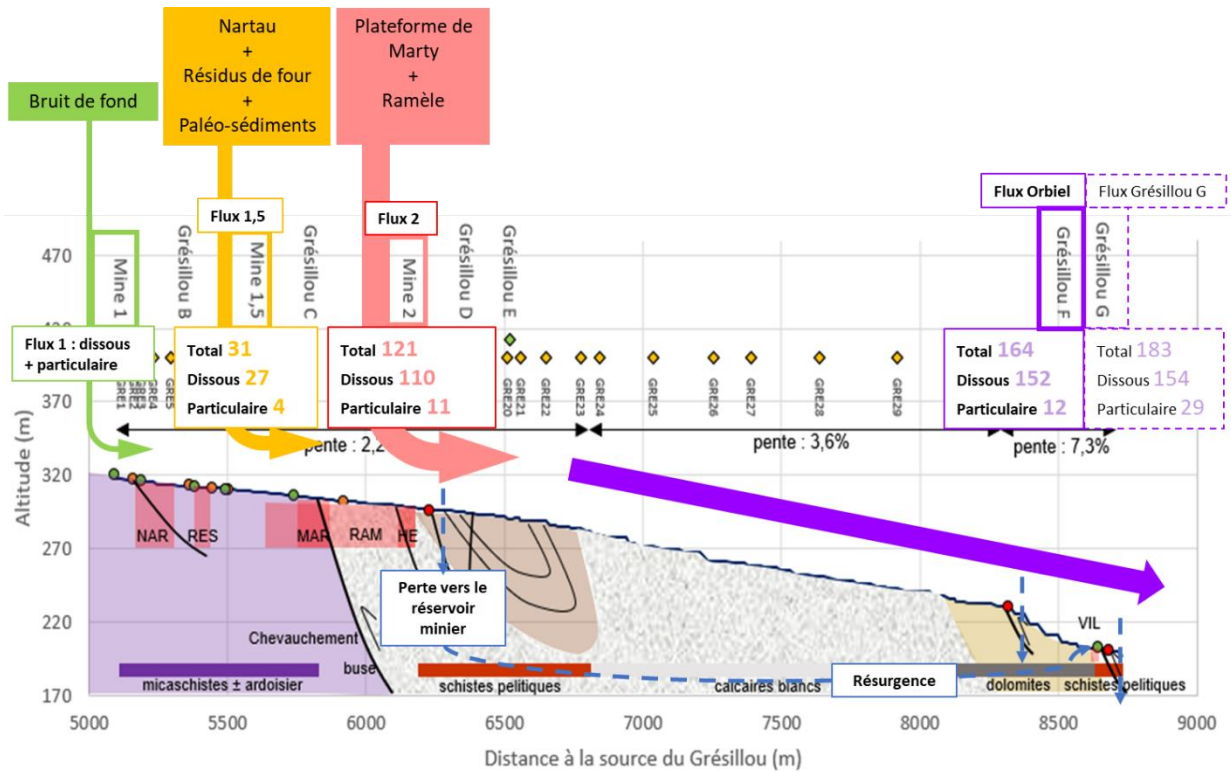 Bruit de fond
Nartau
+
Résidus de four
+
Paléo-sédiments
Plateforme de
Marty
+
Ramèle
Flux 1,5
Flux 2
Flux Orbiel
Flux Grésillou G
Mine 1
Grésillou B
Mine 1,5
Grésillou C
Mine 2
Grésillou D
Grésillou E
Grésillou F
Grésillou G
Flux 1 : dissous
+ particulaire
Total 31
Dissous 27
Particulaire 4
Total 121
Dissous 110
Particulaire 11
Total 164
Dissous 152
Particulaire 12
Total 183
Dissous 154
Particulaire 29
GRE1
GRE4
GRE5
GRE20
GRE21
GRE22
GRE23
GRE24
GRE25
GRE26
GRE27
GRE28
GRE29
pente : 2,2
pente : 3,6%
pente : 7,3%
Altitude (m)
470
370
320
270
220
170
NAR
RES
MAR
RAM
HE
VIL
Perte vers le
réservoir
minier
Chevauchement
buse
Résurgence
micaschistes ± ardoisier
schistes pelitiques
calcaires blancs
dolomites
schistes pelitiques
5000
5500
6000
6500
7000
7500
8000
8500
9000
Distance à la source du Grésillou (m)